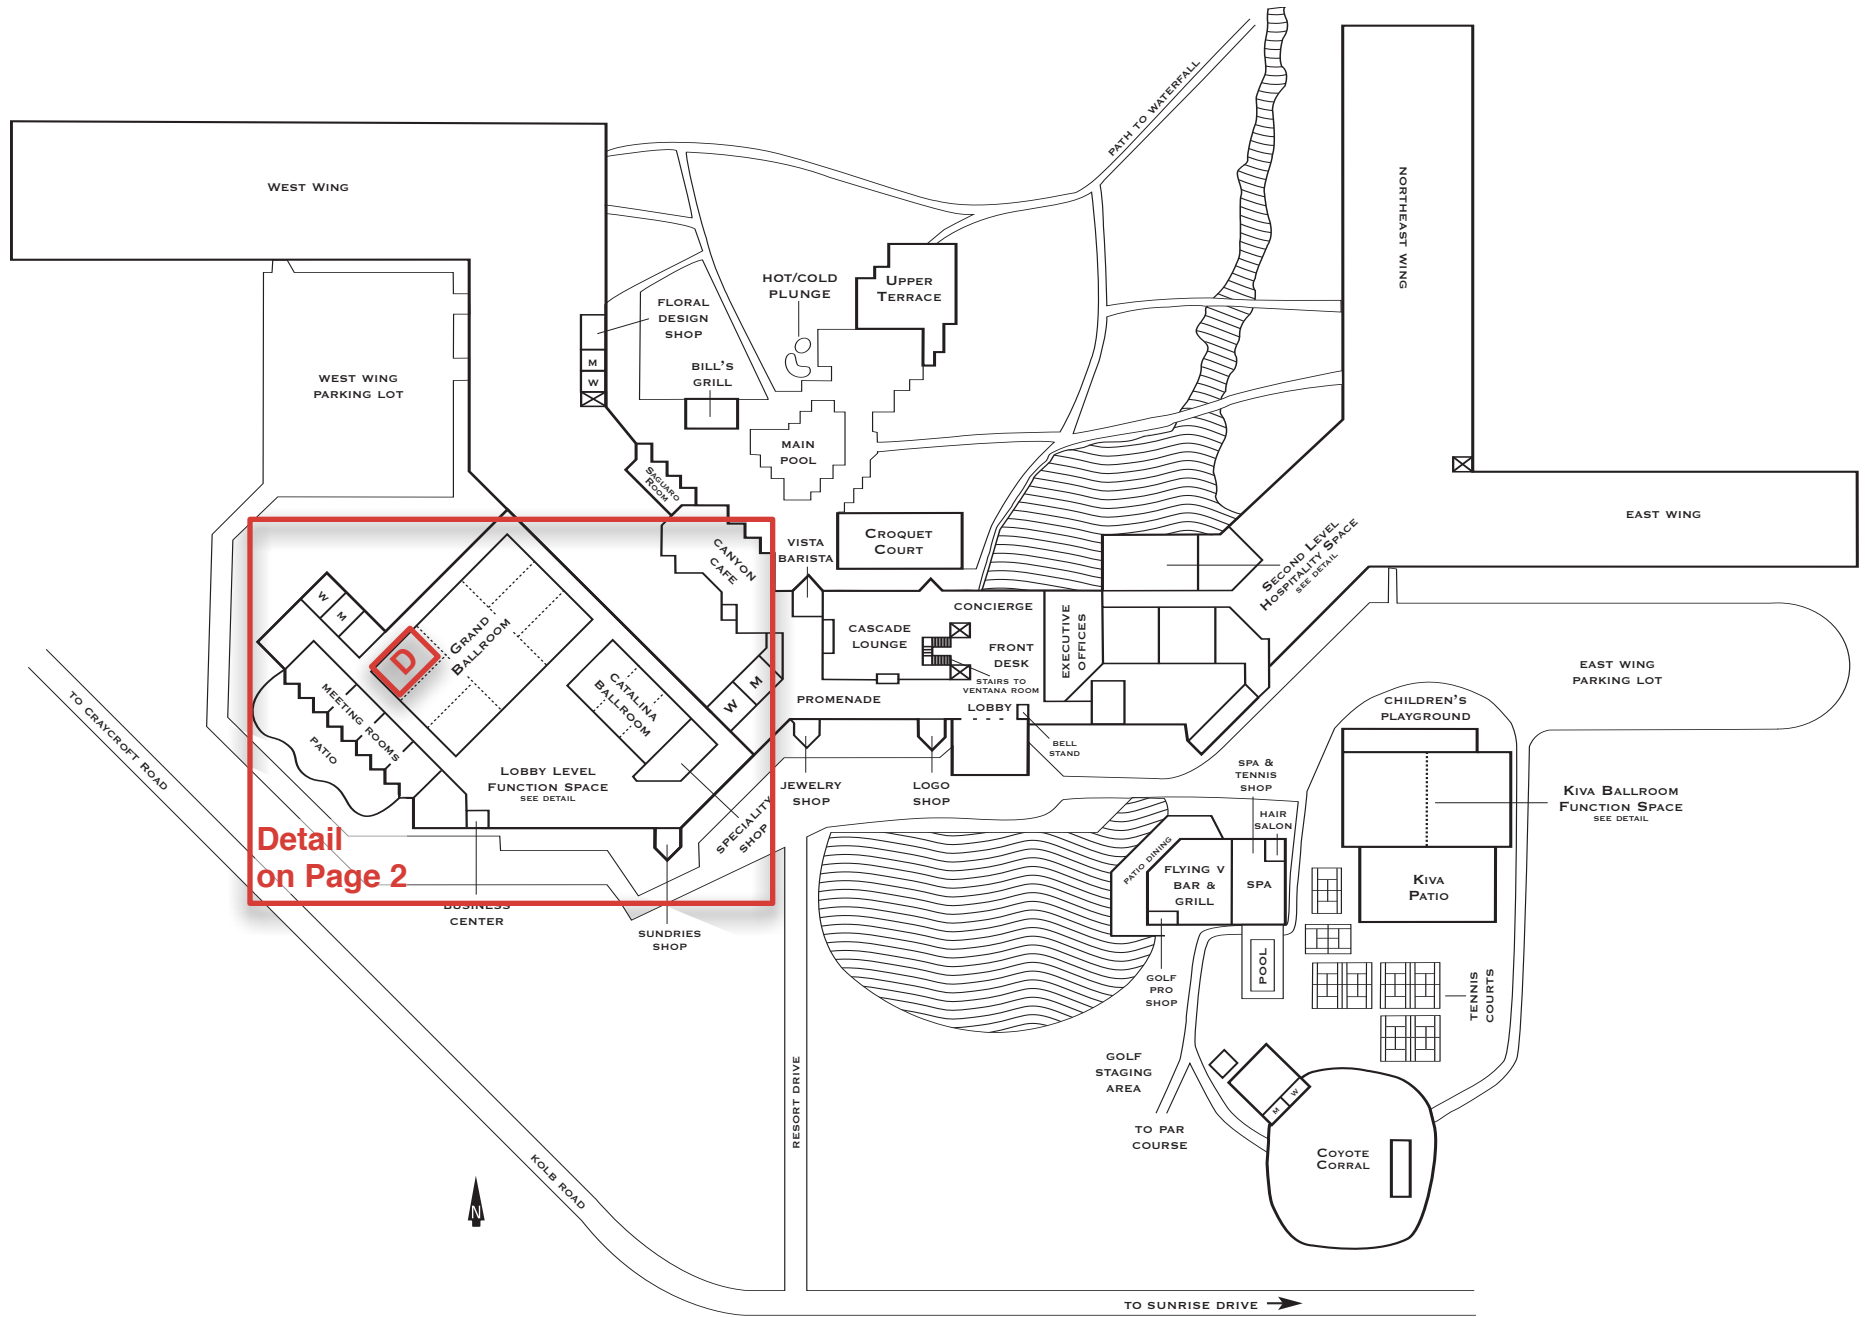 PATH TO WATERFALL
WEST WING
NORTHEAST WING
HOT/COLD
PLUNGE
UPPER
TERRACE
FLORAL
DESIGN
SHOP
M
W
BILL'S
GRILL
WEST WING
PARKING LOT
MAIN
POOL
SAGUARO
ROOM
EAST WING
CROQUET
COURT
VISTA
BARISTA
CANYON
CAFE
SECOND LEVEL
HOSPITALITY SPACE
SEE DETAIL
W
M
GRAND
BALLROOM
D
CONCIERGE
CASCADE
LOUNGE
FRONT
DESK
EXECUTIVE
OFFICES
STAIRS TO
VENTANA ROOM
EAST WING
PARKING LOT
CATALINA
BALLROOM
M
W
PROMENADE
LOBBY
BELL
STAND
CHILDREN'S
PLAYGROUND
MEETING ROOMS
PATIO
TO CRAYCROFT ROAD
LOBBY LEVEL
FUNCTION SPACE
SEE DETAIL
JEWELRY
SHOP
LOGO
SHOP
SPA &
TENNIS
SHOP
HAIR
SALON
KIVA BALLROOM
FUNCTION SPACE
SEE DETAIL
SPECIALITY
SHOP
Detail
on Page 2
PATIO DINING
FLYING V
BAR &
GRILL
SPA
KIVA
PATIO
BUSINESS
CENTER
SUNDRIES
SHOP
GOLF
PRO
SHOP
POOL
TENNIS
COURTS
RESORT DRIVE
GOLF
STAGING
AREA
M
W
TO PAR
COURSE
COYOTE
CORRAL
KOLB ROAD
N
TO SUNRISE DRIVE